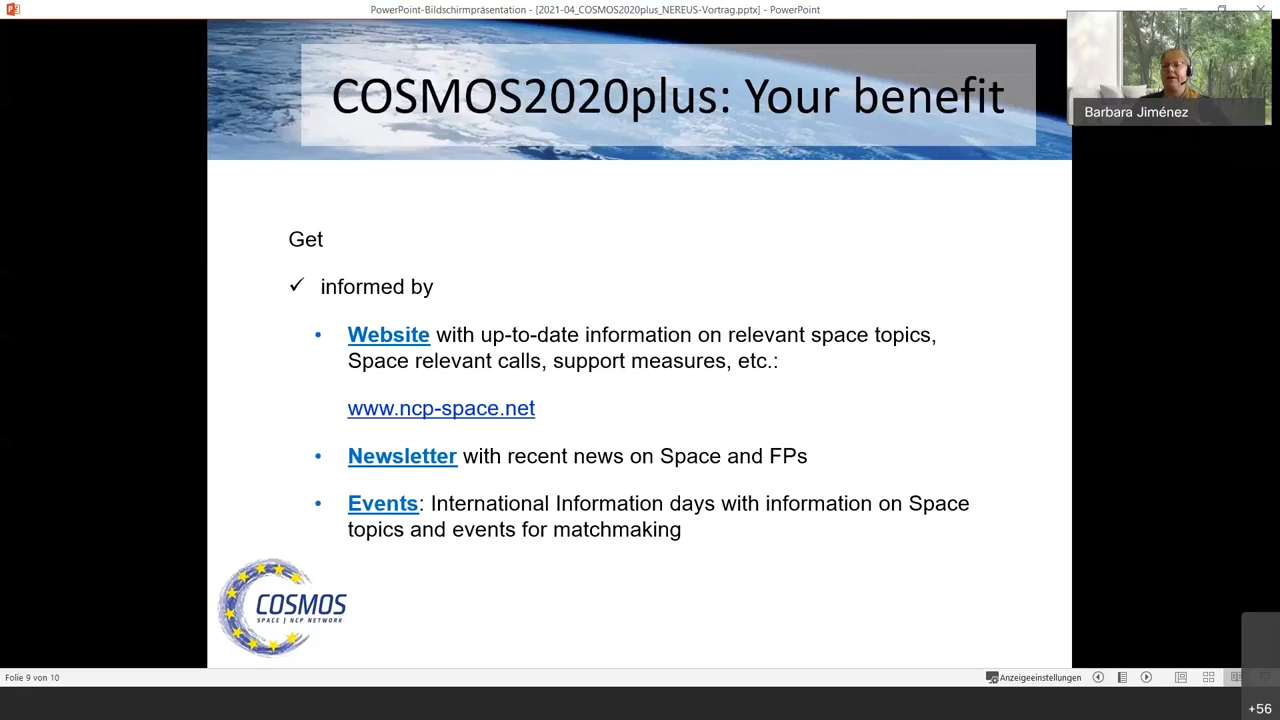 PowerPoint-Bildschirmpräsentation - [2021-04_COSMOS2020plus_NEREUS-Vortrag.pptx] - PowerPoint
COSMOS2020plus: Your benefit
Barbara Jiménez
Get
✓ informed by
• Website with up-to-date information on relevant space topics,
Space relevant calls, support measures, etc.:
www.ncp-space.net
• Newsletter with recent news on Space and FPs
• Events: International Information days with information on Space
topics and events for matchmaking
COSMOS
SPACE | NCP NETWORK
Folie 9 von 10
Anzeigeeinstellungen
+56